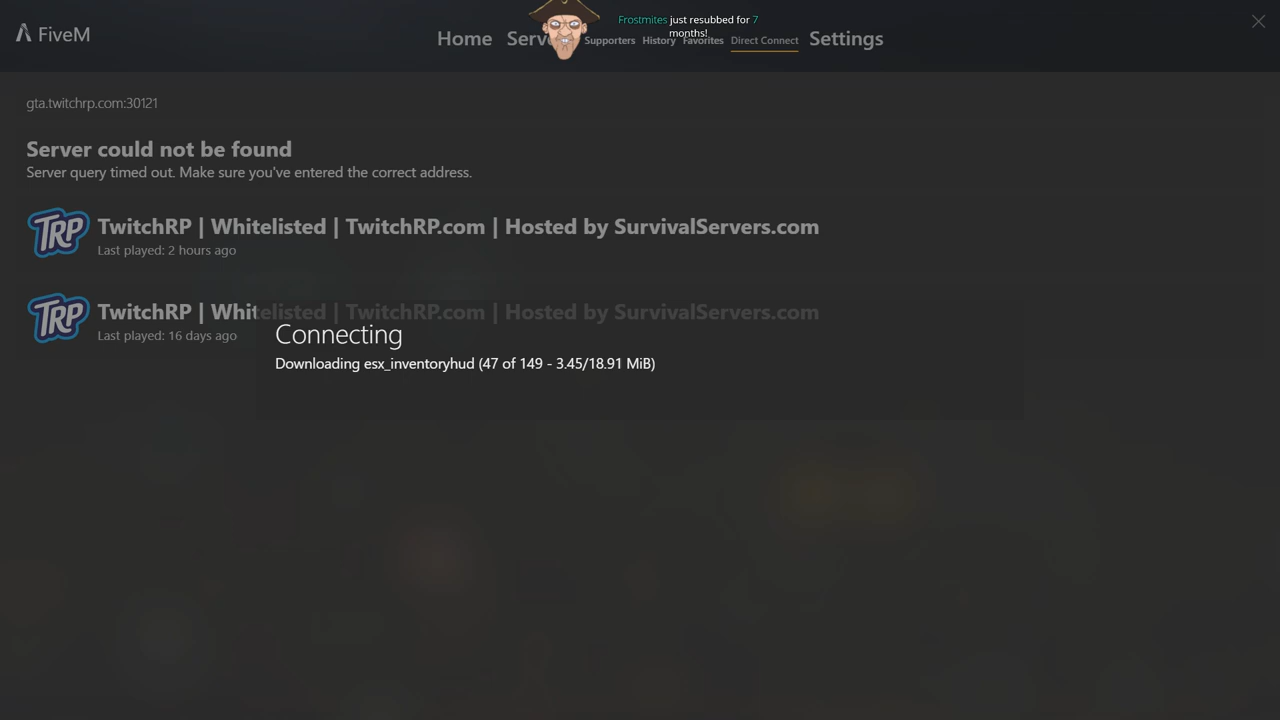 FiveM
Home
Supporters
History
Favorites
Direct Connect
Settings
Frostmites just resubbed for 7
months!
gta.twitchrp.com:30121
Server could not be found
Server query timed out. Make sure you've entered the correct address.
TRP
TwitchRP | Whitelisted | TwitchRP.com | Hosted by SurvivalServers.com
Last played: 2 hours ago
TRP
TwitchRP | Whitelisted | TwitchRP.com | Hosted by SurvivalServers.com
Last played: 16 days ago
Connecting
Downloading esx_inventoryhud (47 of 149 - 3.45/18.91 MiB)